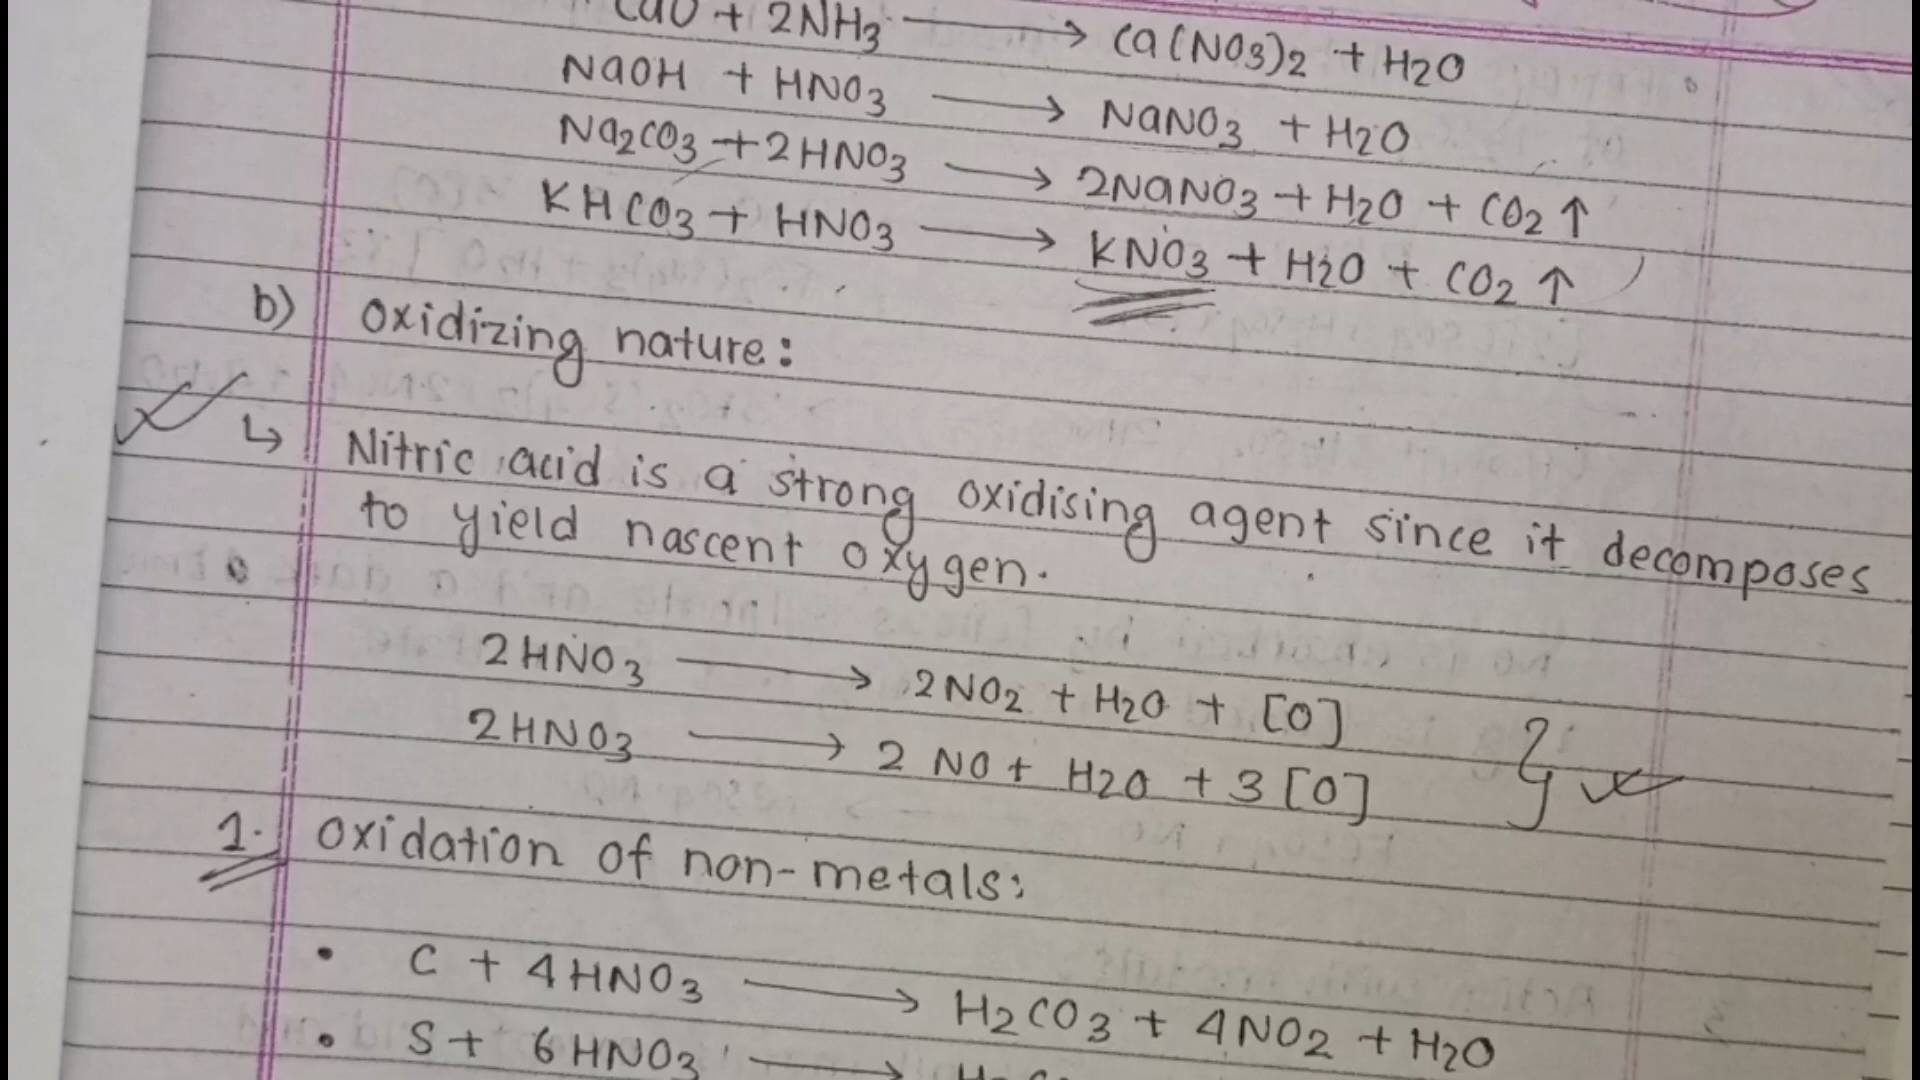 CaO + 2NH3 → Ca(NO3)2 + H2O
NaOH + HNO3 → NaNO3 + H2O
Na2CO3 + 2HNO3 → 2NaNO3 + H2O + CO2 ↑
KHCO3 + HNO3 → KNO3 + H2O + CO2 ↑
b) Oxidizing nature:
↳ Nitric acid is a strong oxidising agent since it decomposes
to yield nascent oxygen.
2HNO3 → 2NO2 + H2O + [O]
2HNO3 → 2 NO + H2O + 3 [O]
1. Oxidation of non-metals:
• C + 4HNO3 → H2CO3 + 4NO2 + H2O
• S + 6HNO3 →